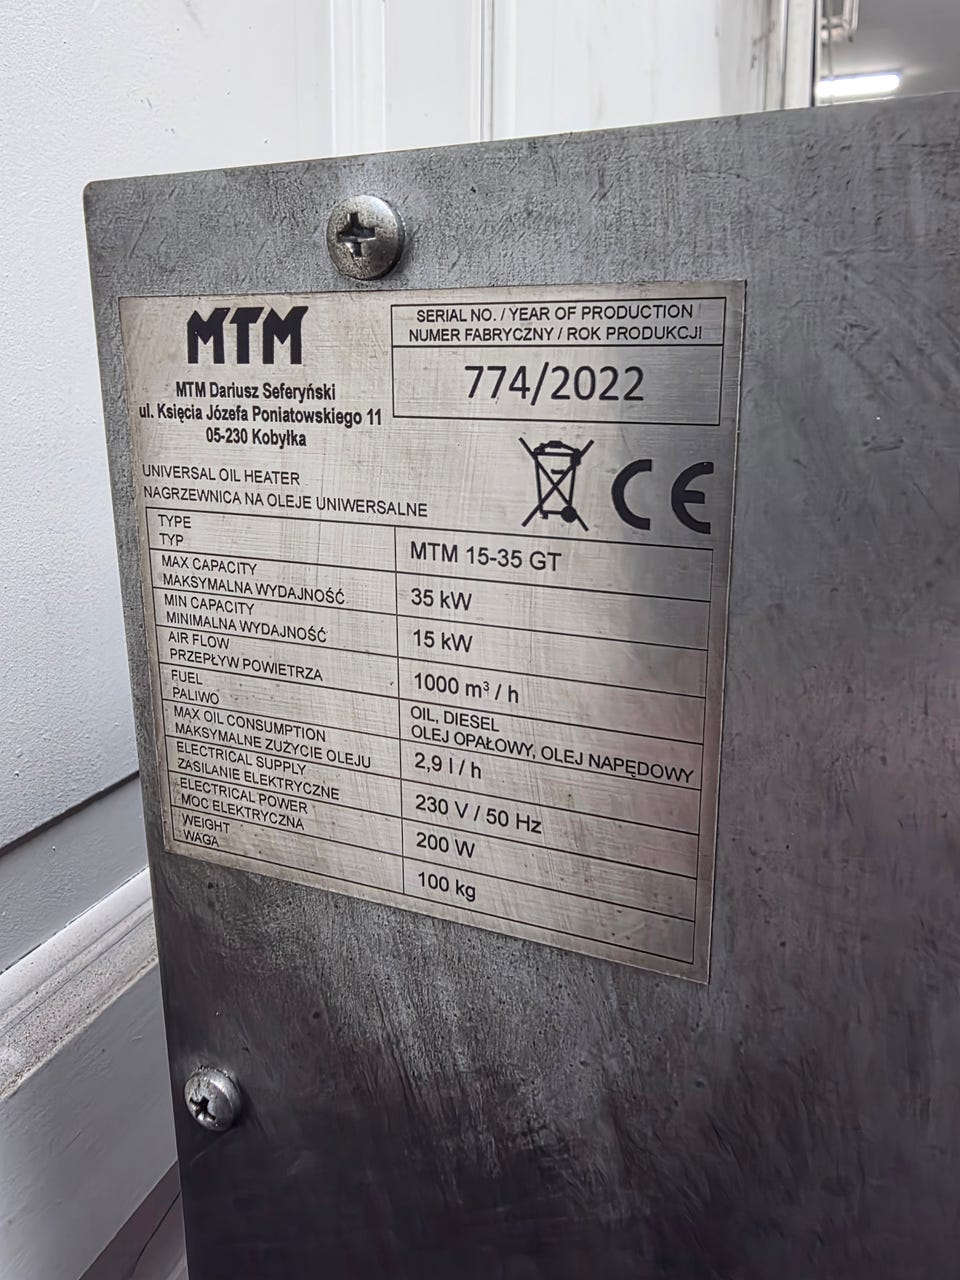 MTM
MTM Dariusz Seferyński
ul. Księcia Józefa Poniatowskiego 11
05-230 Kobyłka
SERIAL NO. / YEAR OF PRODUCTION
NUMER FABRYCZNY / ROK PRODUKCJI
774/2022
CE
UNIVERSAL OIL HEATER
NAGRZEWNICA NA OLEJE UNIWERSALNE
TYPE
TYP
MTM 15-35 GT
MAX CAPACITY
MAKSYMALNA WYDAJNOŚĆ
35 kW
MIN CAPACITY
MINIMALNA WYDAJNOŚĆ
15 kW
AIR FLOW
PRZEPŁYW POWIETRZA
1000 m³ / h
FUEL
PALIWO
OIL, DIESEL
OLEJ OPAŁOWY, OLEJ NAPĘDOWY
MAX OIL CONSUMPTION
MAKSYMALNE ZUŻYCIE OLEJU
2,9 l / h
ELECTRICAL SUPPLY
ZASILANIE ELEKTRYCZNE
230 V / 50 Hz
ELECTRICAL POWER
MOC ELEKTRYCZNA
200 W
WEIGHT
WAGA
100 kg